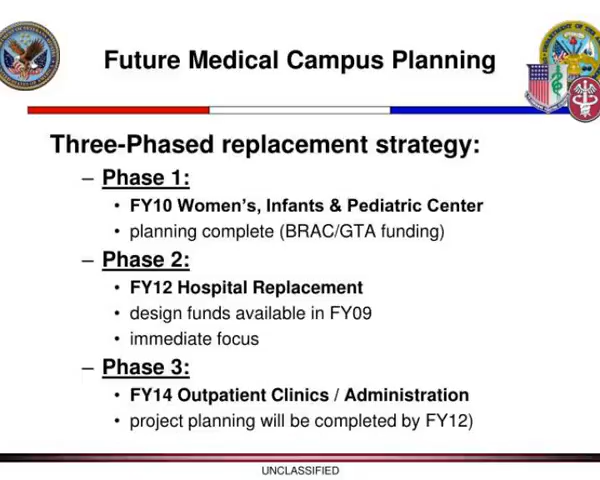 Future Medical Campus Planning
Three-Phased replacement strategy:
– Phase 1:
• FY10 Women’s, Infants & Pediatric Center
• planning complete (BRAC/GTA funding)
– Phase 2:
• FY12 Hospital Replacement
• design funds available in FY09
• immediate focus
– Phase 3:
• FY14 Outpatient Clinics / Administration
• project planning will be completed by FY12)
UNCLASSIFIED